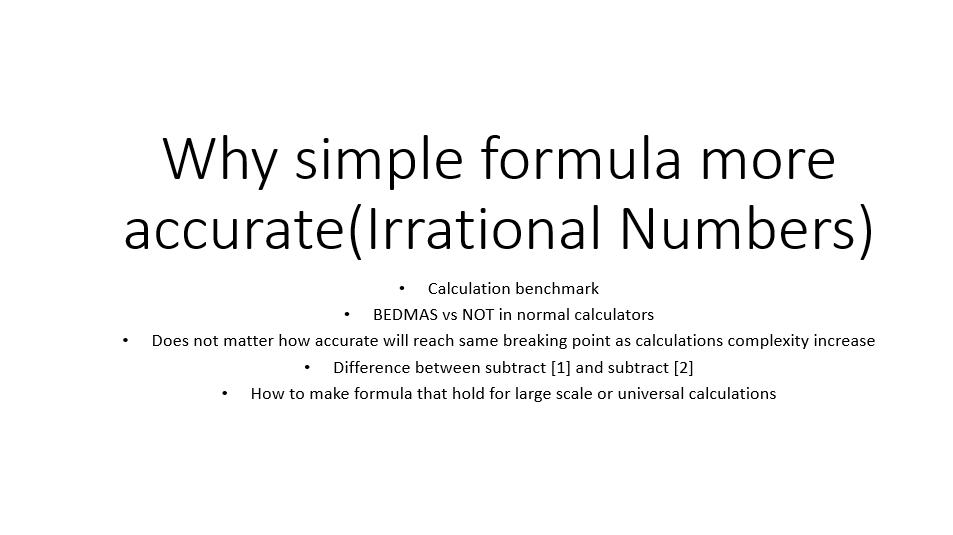 Why simple formula more
accurate(Irrational Numbers)
• Calculation benchmark
• BEDMAS vs NOT in normal calculators
• Does not matter how accurate will reach same breaking point as calculations complexity increase
• Difference between subtract [1] and subtract [2]
• How to make formula that hold for large scale or universal calculations